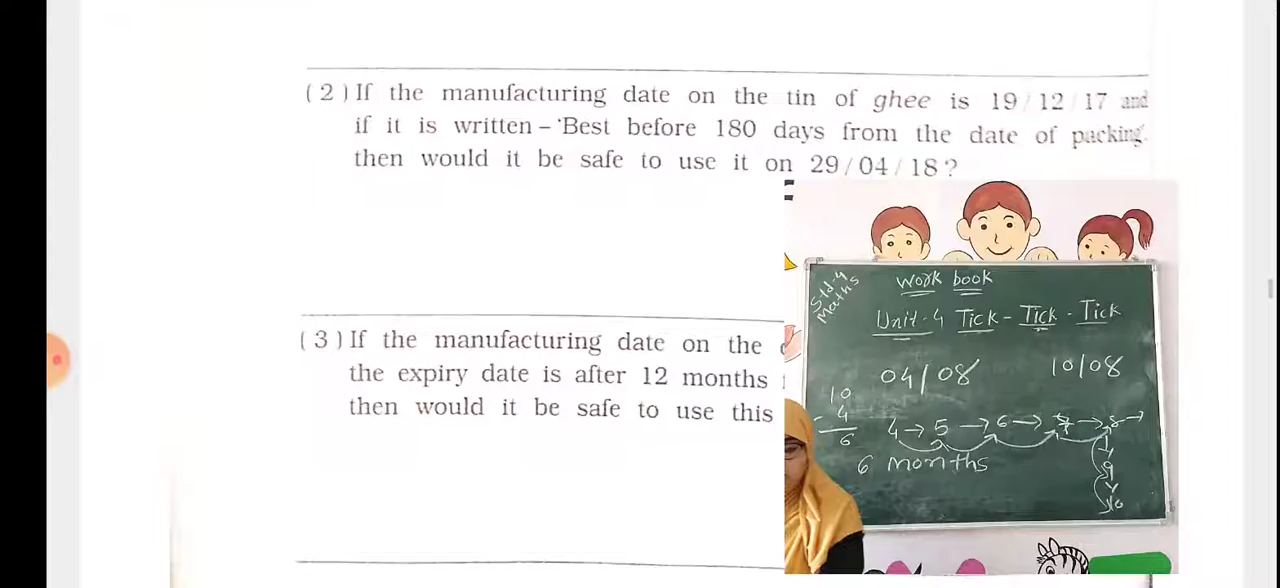 ( 2 ) If the manufacturing date on the tin of ghee is 19 / 12 / 17 and
if it is written – 'Best before 180 days from the date of packing.
then would it be safe to use it on 29 / 04 / 18 ?
( 3 ) If the manufacturing date on the
the expiry date is after 12 months
then would it be safe to use this
Std-4
Maths
Work book
Unit-4 Tick - Tick - Tick
04/08 10/08
10
- 4
6
4 → 5 → 6 → 7 → 8 →
9
10
6 months